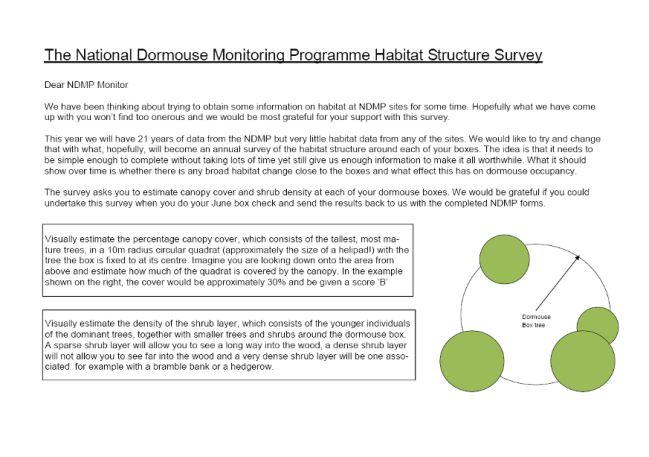 The National Dormouse Monitoring Programme Habitat Structure Survey
Dear NDMP Monitor
We have been thinking about trying to obtain some information on habitat at NDMP sites for some time. Hopefully what we have come
up with you won't find too onerous and we would be most grateful for your support with this survey.
This year we will have 21 years of data from the NDMP but very little habitat data from any of the sites. We would like to try and change
that with what, hopefully, will become an annual survey of the habitat structure around each of your boxes. The idea is that it needs to
be simple enough to complete without taking lots of time yet still give us enough information to make it all worthwhile. What it should
show over time is whether there is any broad habitat change close to the boxes and what effect this has on dormouse occupancy.
The survey asks you to estimate canopy cover and shrub density at each of your dormouse boxes. We would be grateful if you could
undertake this survey when you do your June box check and send the results back to us with the completed NDMP forms.
Visually estimate the percentage canopy cover, which consists of the tallest, most ma-
ture trees, in a 10m radius circular quadrat (approximately the size of a helipad!) with the
tree the box is fixed to at its centre. Imagine you are looking down onto the area from
above and estimate how much of the quadrat is covered by the canopy. In the example
shown on the right, the cover would be approximately 30% and be given a score 'B'
Visually estimate the density of the shrub layer, which consists of the younger individuals
of the dominant trees, together with smaller trees and shrubs around the dormouse box.
A sparse shrub layer will allow you to see a long way into the wood, a dense shrub layer
will not allow you to see far into the wood and a very dense shrub layer will be one asso-
ciated for example with a bramble bank or a hedgerow.
Dormouse
Box tree